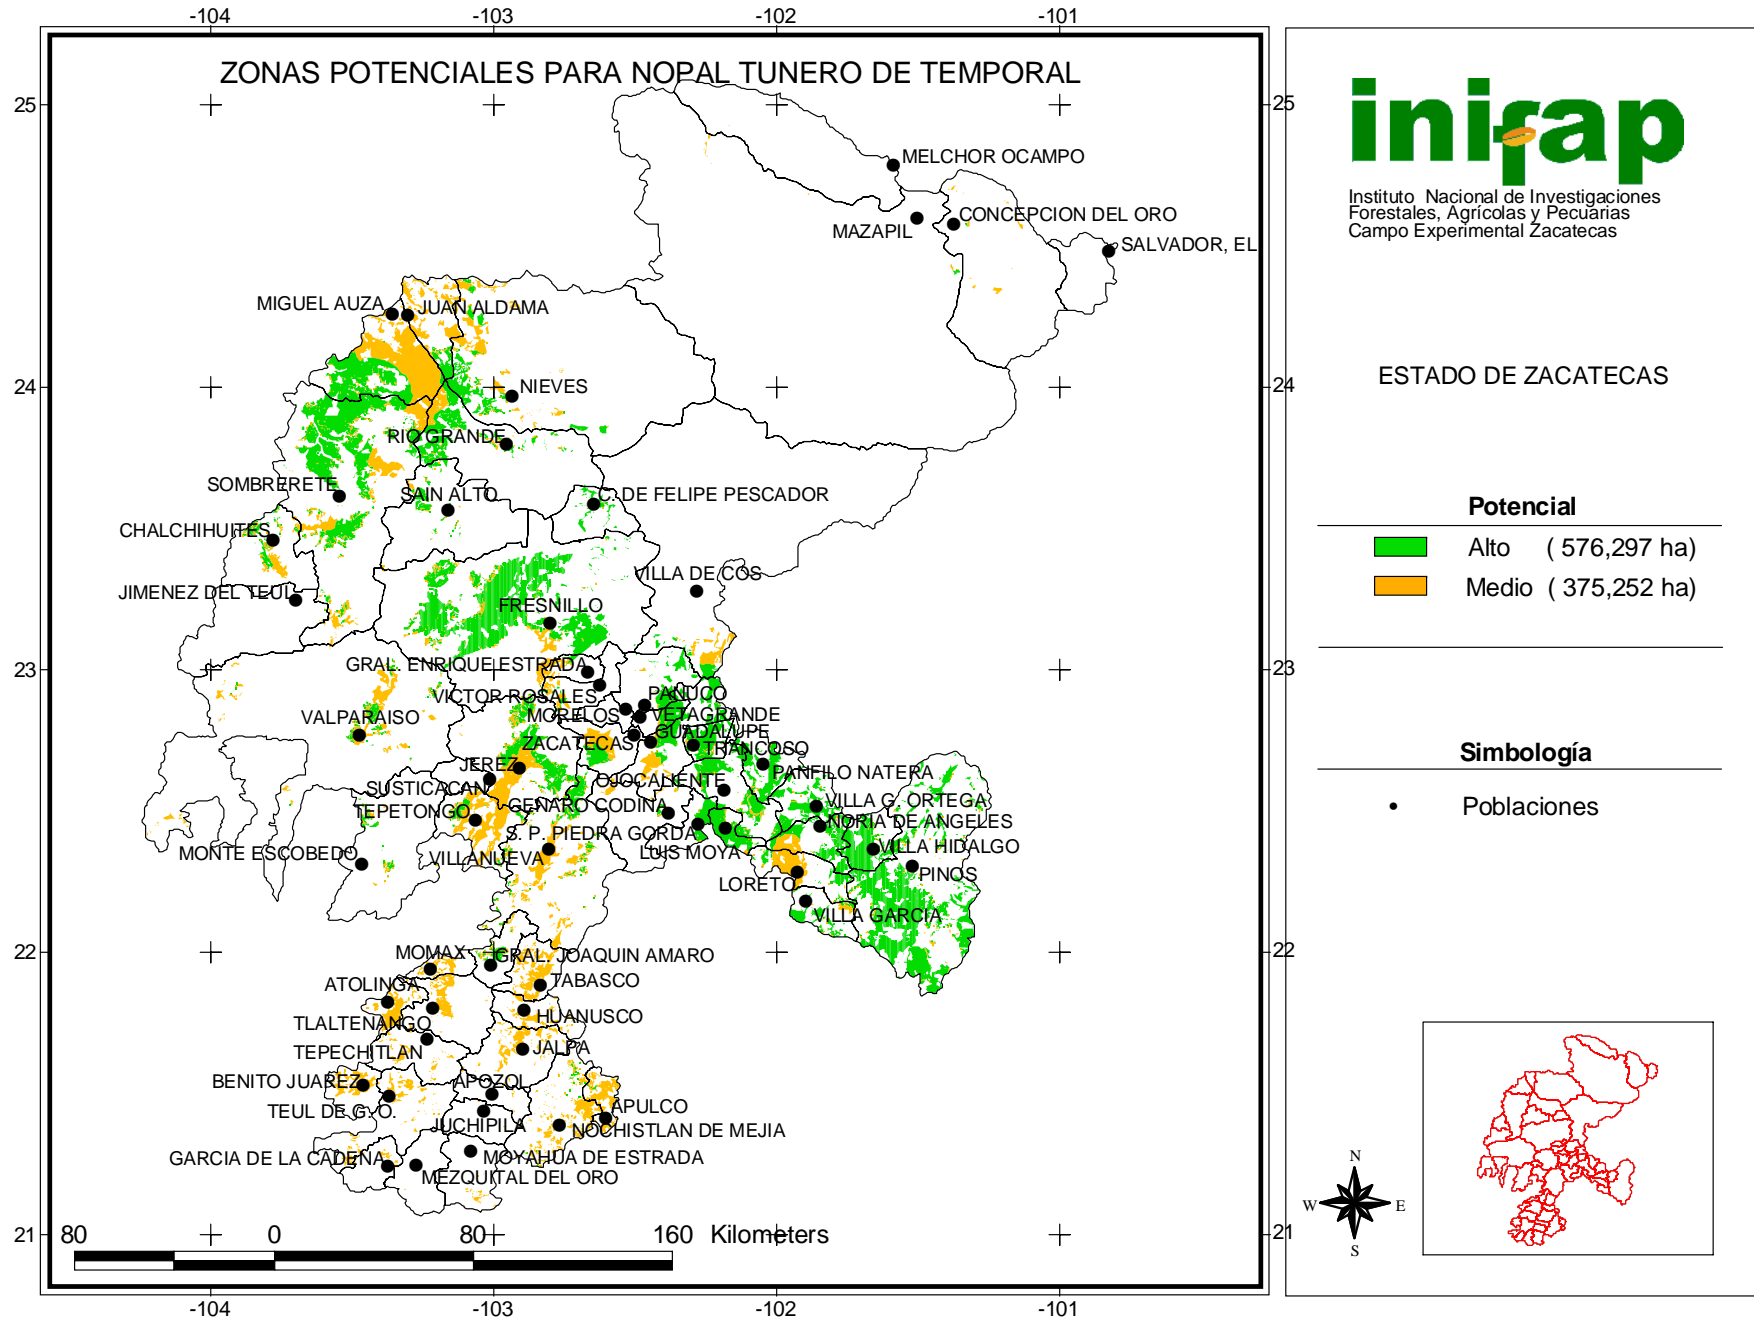 -104
-103
-102
-101
ZONAS POTENCIALES PARA NOPAL TUNERO DE TEMPORAL
25
25
MELCHOR OCAMPO
CONCEPCION DEL ORO
MAZAPIL
SALVADOR, EL
MIGUEL AUZA
JUAN ALDAMA
24
24
NIEVES
RIO GRANDE
SOMBRERETE
SAIN ALTO
C. DE FELIPE PESCADOR
CHALCHIHUITES
VILLA DE COS
JIMENEZ DEL TEUL
FRESNILLO
23
23
GRAL. ENRIQUE ESTRADA
VICTOR ROSALES
PANUCO
VALPARAISO
MORELOS
VETAGRANDE
GUADALUPE
ZACATECAS
TRANCOSO
JEREZ
PANFILO NATERA
SUSTICACAN
OJOCALIENTE
TEPETONGO
GENARO CODINA
VILLA G. ORTEGA
NORIA DE ANGELES
S. P. PIEDRA GORDA
MONTE ESCOBEDO
VILLANUEVA
LUIS MOYA
VILLA HIDALGO
PINOS
LORETO
VILLA GARCIA
22
22
MOMAX
GRAL. JOAQUIN AMARO
ATOLINGA
TABASCO
TLALTENANGO
HUANUSCO
TEPECHITLAN
JALPA
BENITO JUAREZ
APOZOL
TEUL DE G. O.
APULCO
JUCHIPILA
NOCHISTLAN DE MEJIA
GARCIA DE LA CADENA
MOYAHUA DE ESTRADA
MEZQUITAL DEL ORO
21
21
80 0 80 160 Kilometers
-104
-103
-102
-101
inifap
Instituto Nacional de Investigaciones
Forestales, Agrícolas y Pecuarias
Campo Experimental Zacatecas
ESTADO DE ZACATECAS
Potencial
Alto ( 576,297 ha)
Medio ( 375,252 ha)
Simbología
Poblaciones
N
W
E
S